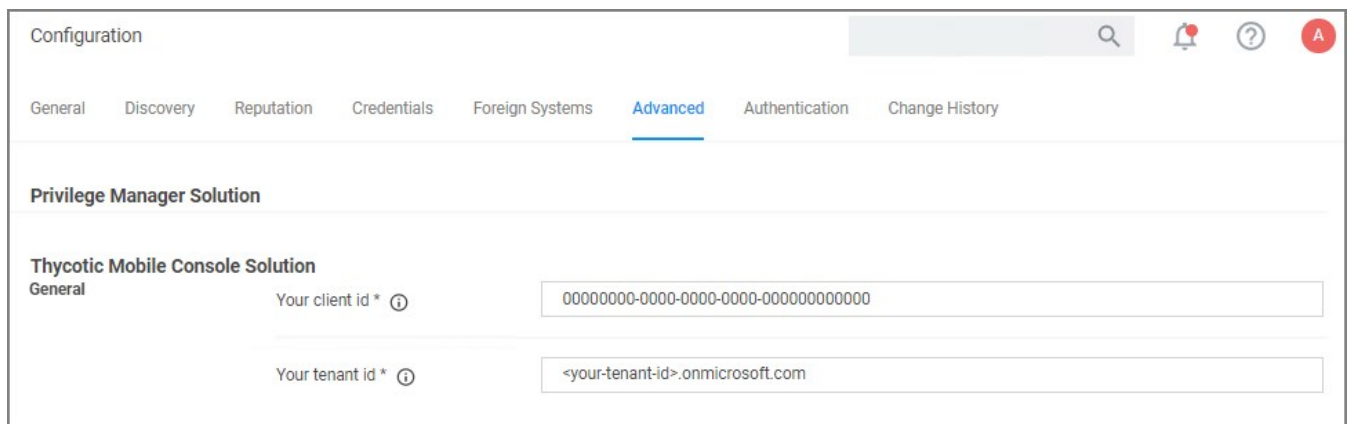 Configuration
A
General Discovery Reputation Credentials Foreign Systems Advanced Authentication Change History
Privilege Manager Solution
Thycotic Mobile Console Solution
General
Your client id * 00000000-0000-0000-0000-000000000000
Your tenant id * <your-tenant-id>.onmicrosoft.com